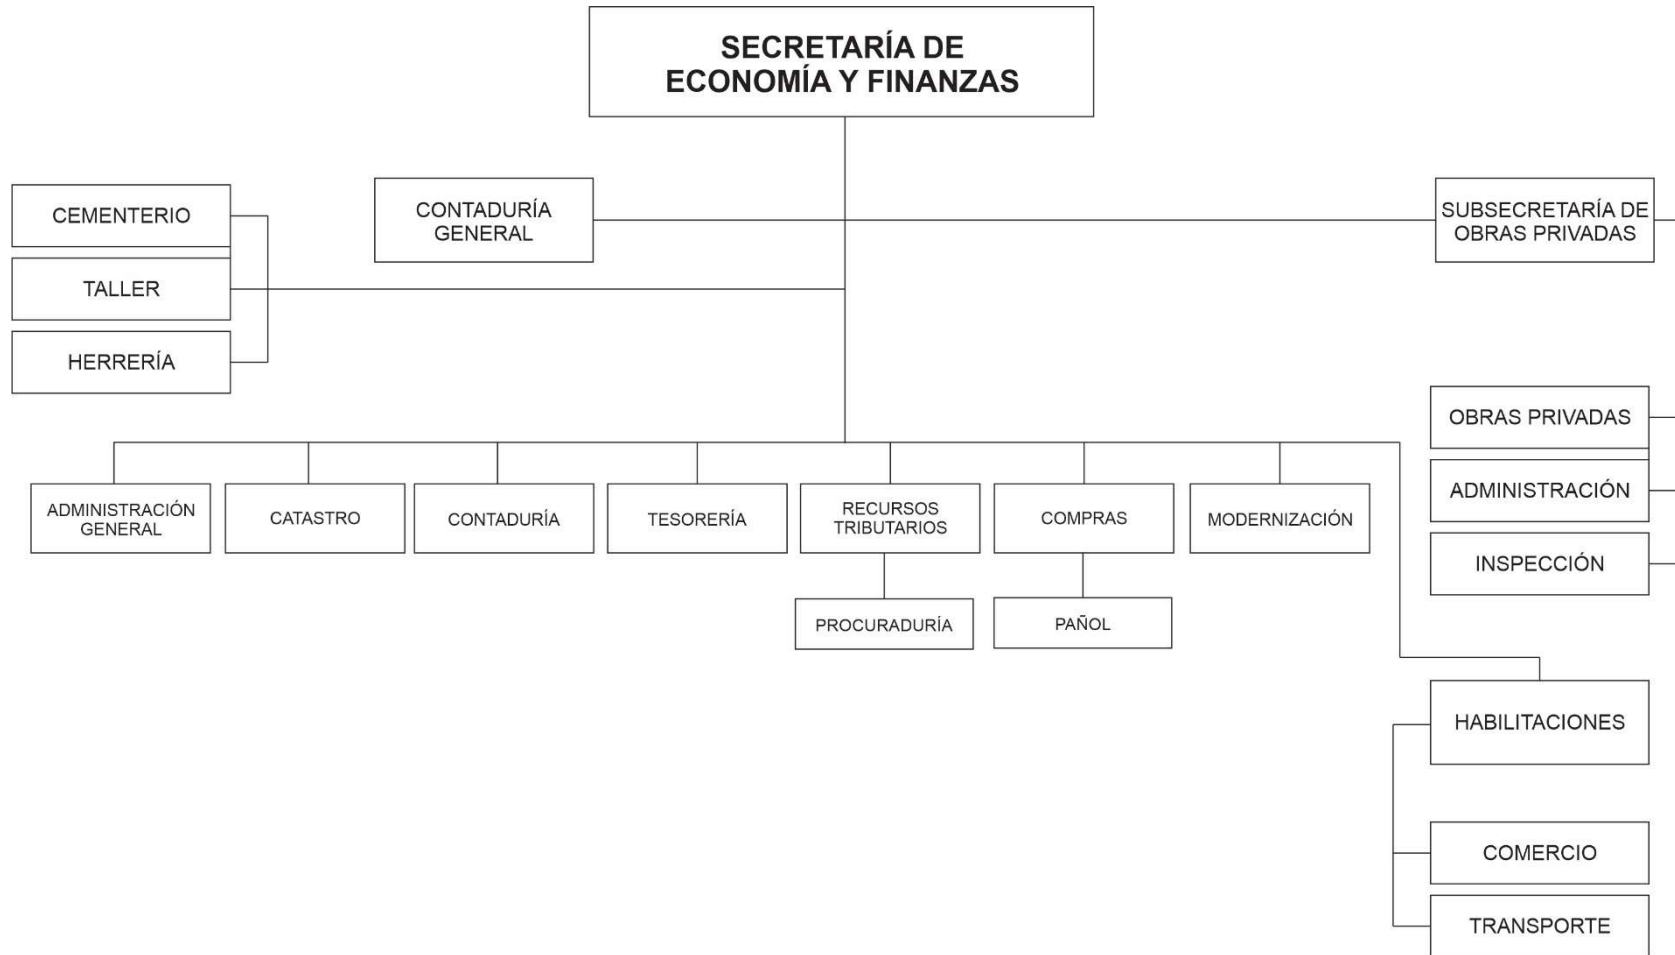 SECRETARÍA DE
ECONOMÍA Y FINANZAS
CEMENTERIO
TALLER
HERRERÍA
CONTADURÍA
GENERAL
SUBSECRETARÍA DE
OBRAS PRIVADAS
OBRAS PRIVADAS
ADMINISTRACIÓN
INSPECCIÓN
ADMINISTRACIÓN
GENERAL
CATASTRO
CONTADURÍA
TESORERÍA
RECURSOS
TRIBUTARIOS
COMPRAS
MODERNIZACIÓN
PROCURADURÍA
PAÑOL
HABILITACIONES
COMERCIO
TRANSPORTE